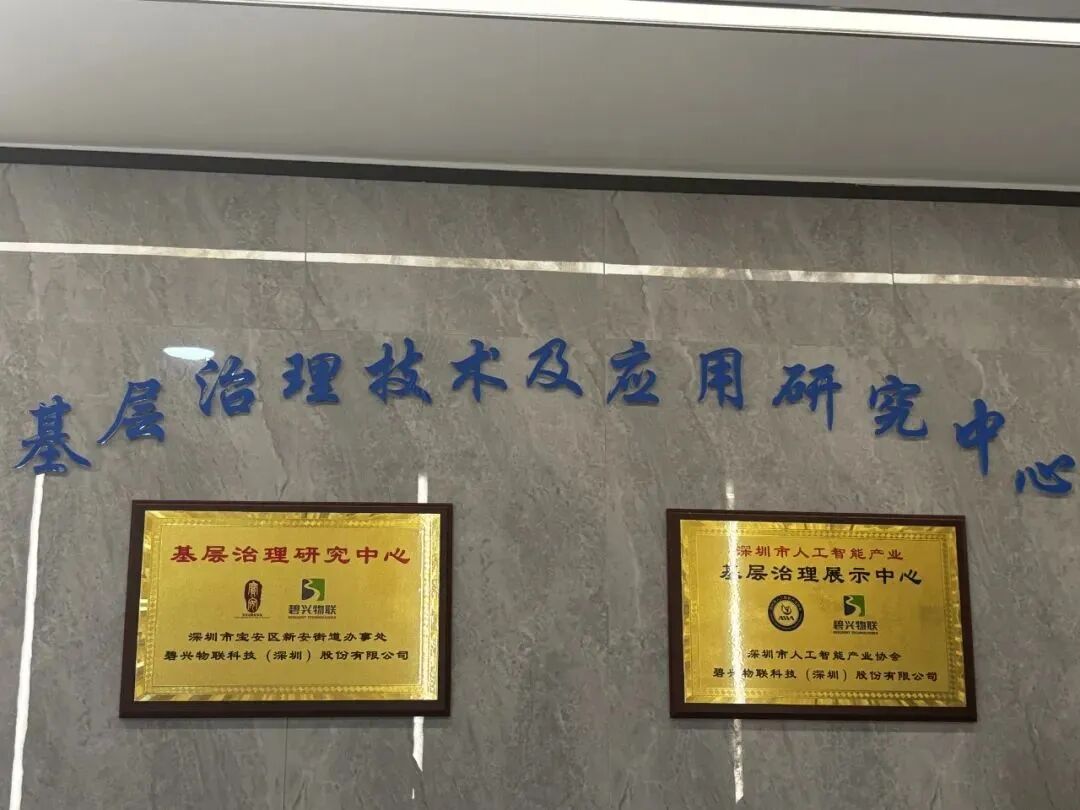 基层治理技术及应用研究中心
基层治理研究中心
碧兴物联
深圳市宝安区新安街道办事处
碧兴物联科技（深圳）股份有限公司
深圳市人工智能产业
基层治理展示中心
碧兴物联
深圳市人工智能产业协会
碧兴物联科技（深圳）股份有限公司